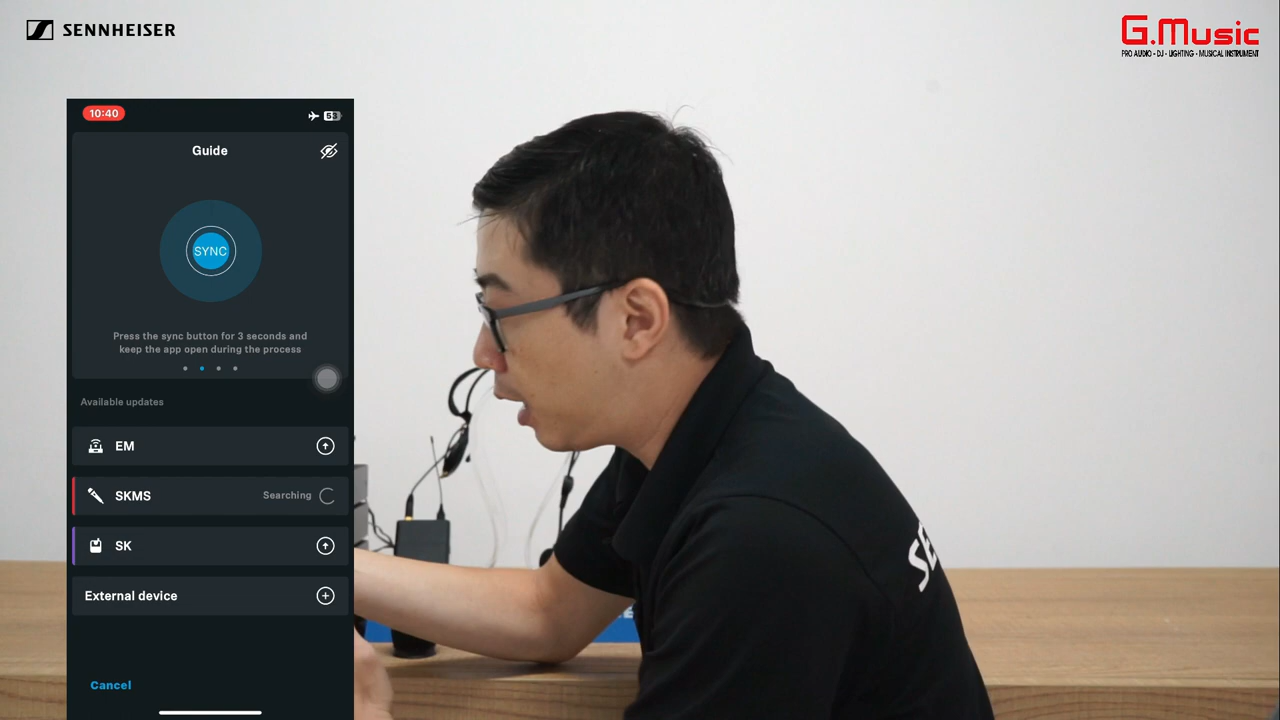 SENNHEISER
G.Music
PRO AUDIO • DJ • LIGHTING • MUSICAL INSTRUMENT
10:40
Guide
SYNC
Press the sync button for 3 seconds and
keep the app open during the process
Available updates
EM
SKMS
Searching
SK
External device
Cancel
SE